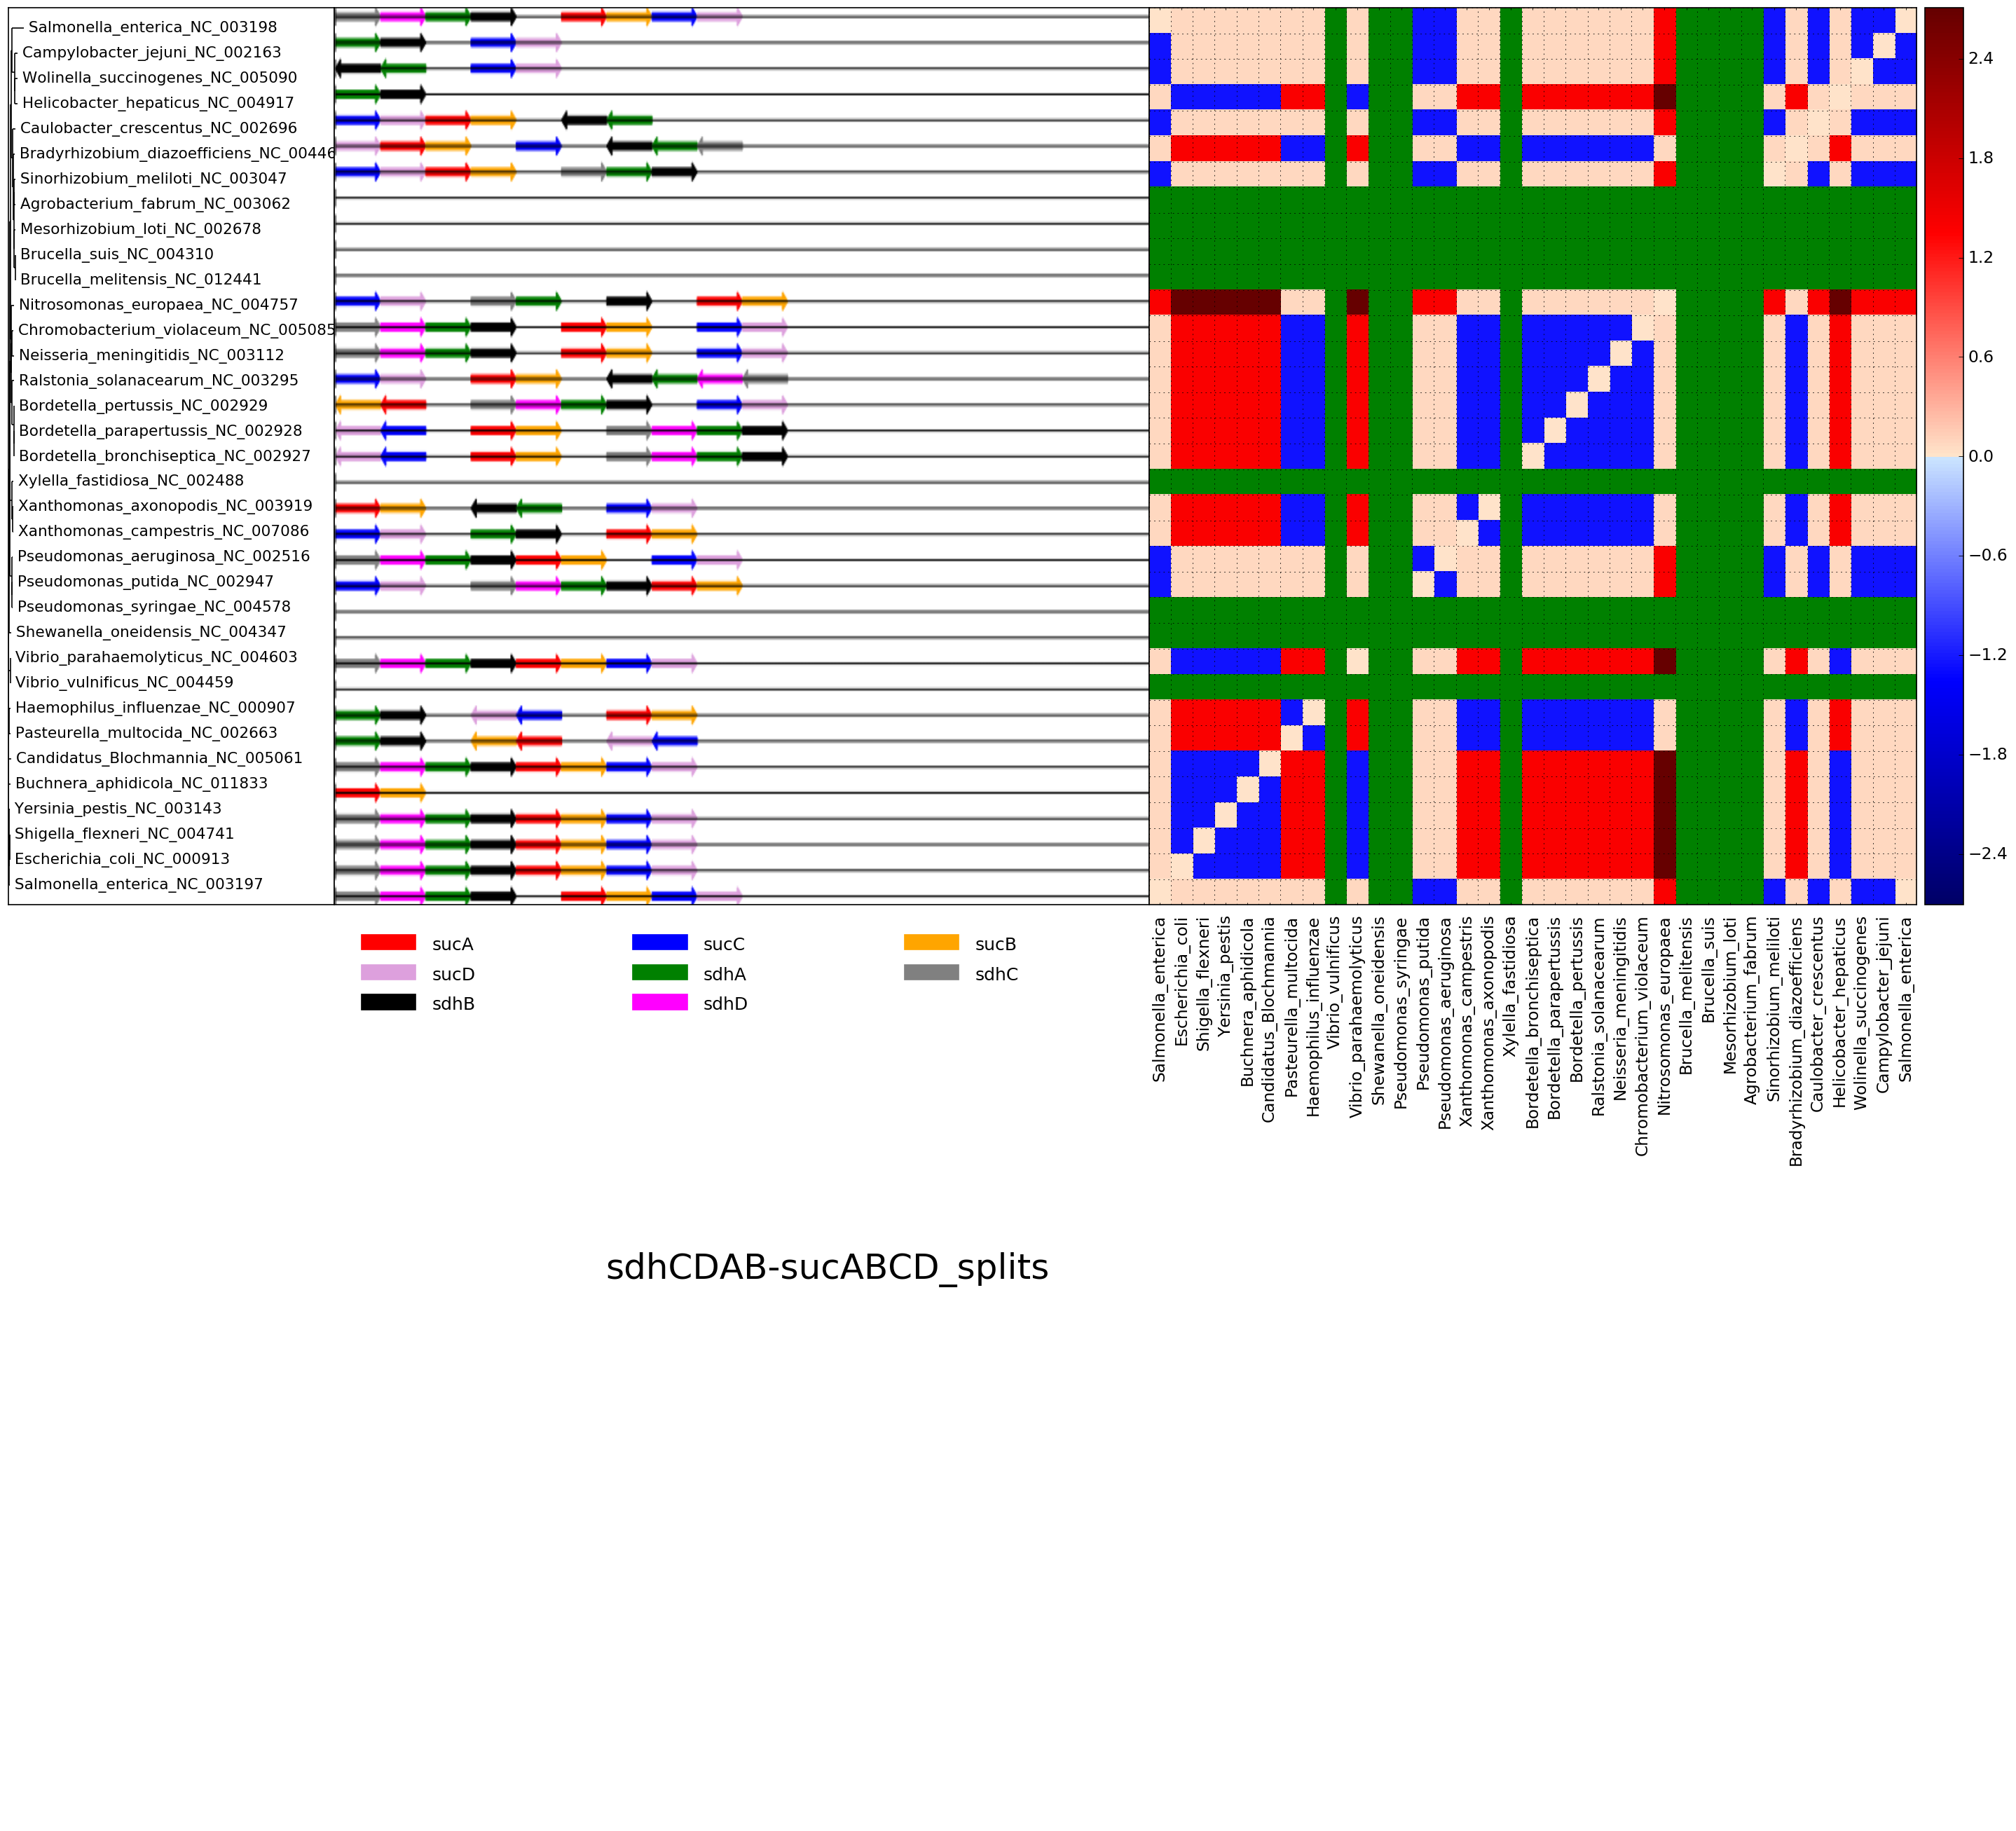 Salmonella_enterica_NC_003198
Campylobacter_jejuni_NC_002163
Wolinella_succinogenes_NC_005090
Helicobacter_hepaticus_NC_004917
Caulobacter_crescentus_NC_002696
Bradyrhizobium_diazoefficiens_NC_00446
Sinorhizobium_meliloti_NC_003047
Agrobacterium_fabrum_NC_003062
Mesorhizobium_loti_NC_002678
Brucella_suis_NC_004310
Brucella_melitensis_NC_012441
Nitrosomonas_europaea_NC_004757
Chromobacterium_violaceum_NC_005085
Neisseria_meningitidis_NC_003112
Ralstonia_solanacearum_NC_003295
Bordetella_pertussis_NC_002929
Bordetella_parapertussis_NC_002928
Bordetella_bronchiseptica_NC_002927
Xylella_fastidiosa_NC_002488
Xanthomonas_axonopodis_NC_003919
Xanthomonas_campestris_NC_007086
Pseudomonas_aeruginosa_NC_002516
Pseudomonas_putida_NC_002947
Pseudomonas_syringae_NC_004578
Shewanella_oneidensis_NC_004347
Vibrio_parahaemolyticus_NC_004603
Vibrio_vulnificus_NC_004459
Haemophilus_influenzae_NC_000907
Pasteurella_multocida_NC_002663
Candidatus_Blochmannia_NC_005061
Buchnera_aphidicola_NC_011833
Yersinia_pestis_NC_003143
Shigella_flexneri_NC_004741
Escherichia_coli_NC_000913
Salmonella_enterica_NC_003197
2.4
1.8
1.2
0.6
0.0
−0.6
−1.2
−1.8
−2.4
Salmonella_enterica
Escherichia_coli
Shigella_flexneri
Yersinia_pestis
Buchnera_aphidicola
Candidatus_Blochmannia
Pasteurella_multocida
Haemophilus_influenzae
Vibrio_vulnificus
Vibrio_parahaemolyticus
Shewanella_oneidensis
Pseudomonas_syringae
Pseudomonas_putida
Pseudomonas_aeruginosa
Xanthomonas_campestris
Xanthomonas_axonopodis
Xylella_fastidiosa
Bordetella_bronchiseptica
Bordetella_parapertussis
Bordetella_pertussis
Ralstonia_solanacearum
Neisseria_meningitidis
Chromobacterium_violaceum
Nitrosomonas_europaea
Brucella_melitensis
Brucella_suis
Mesorhizobium_loti
Agrobacterium_fabrum
Sinorhizobium_meliloti
Bradyrhizobium_diazoefficiens
Caulobacter_crescentus
Helicobacter_hepaticus
Wolinella_succinogenes
Campylobacter_jejuni
Salmonella_enterica
sucA sucC sucB
sucD sdhA sdhC
sdhB sdhD
sdhCDAB-sucABCD_splits